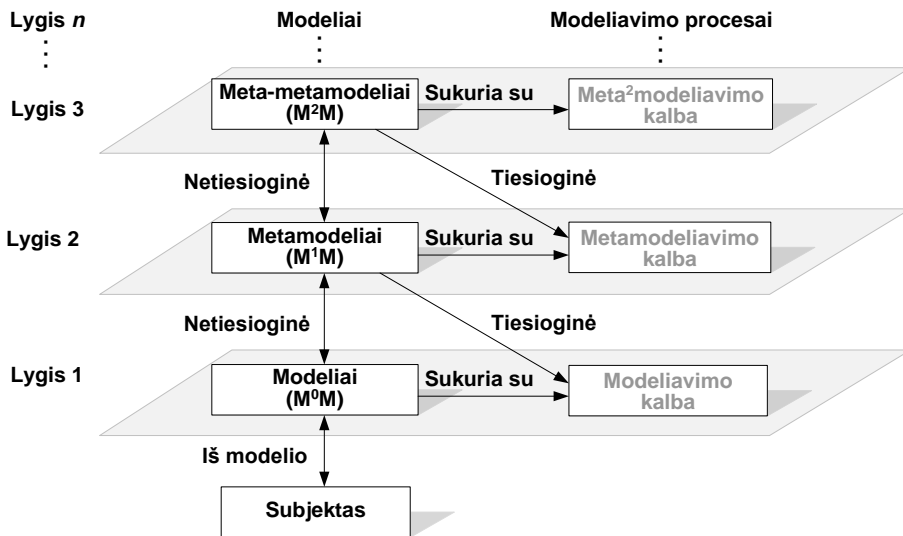 Lygis n
Modeliai
Modeliavimo procesai
Lygis 3
Meta-metamodeliai
(M²M)
Sukuria su
Meta²modeliavimo
kalba
Netiesioginė
Tiesioginė
Lygis 2
Metamodeliai
(M¹M)
Sukuria su
Metamodeliavimo
kalba
Netiesioginė
Tiesioginė
Lygis 1
Modeliai
(M⁰M)
Sukuria su
Modeliavimo
kalba
Iš modelio
Subjektas